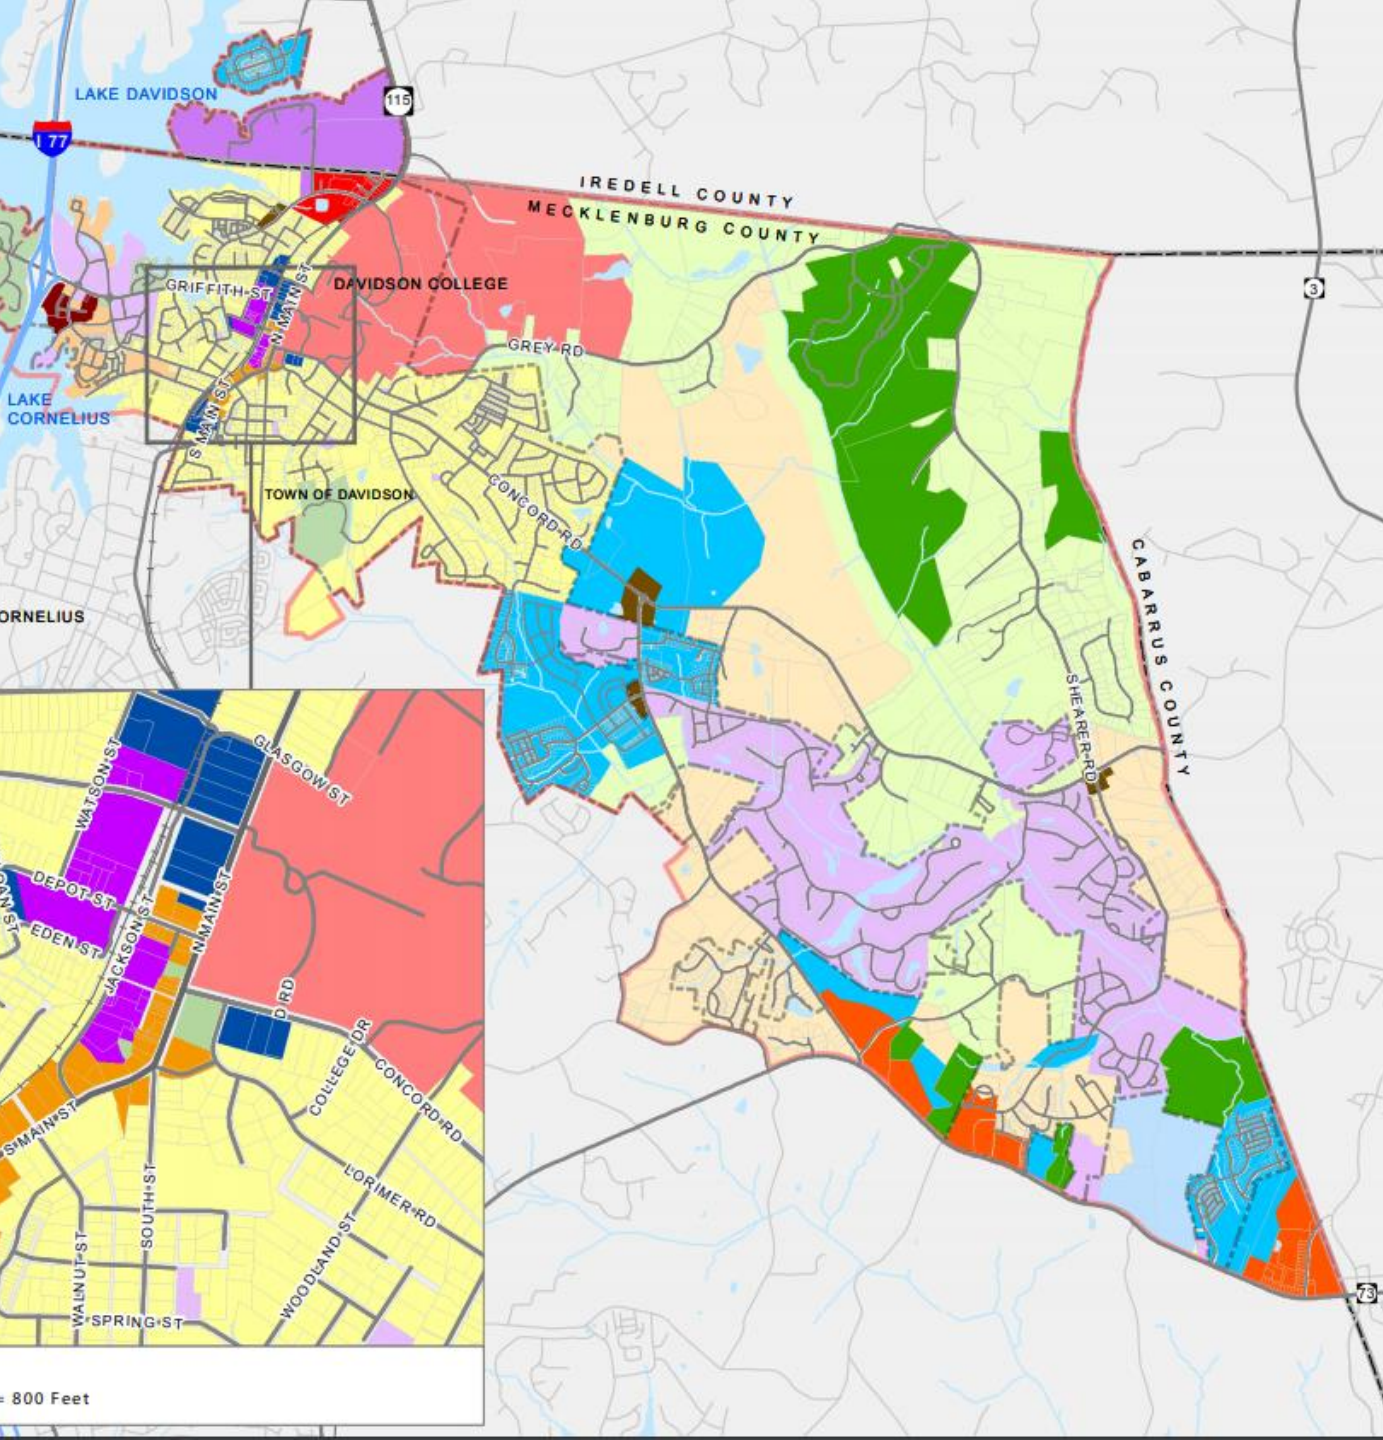 LAKE DAVIDSON
115
I 77
IREDELL COUNTY
MECKLENBURG COUNTY
3
DAVIDSON COLLEGE
GRIFFITH ST
N MAIN ST
GREY RD
LAKE
CORNELIUS
S MAIN ST
TOWN OF DAVIDSON
CONCORD RD
CABARRUS COUNTY
ORNELIUS
SHEARER RD
73
GLASGOW ST
WATSON ST
DEPOT ST
EDEN ST
JACKSON ST
N MAIN ST
D RD
COLLEGE DR
CONCORD RD
S MAIN ST
LORIMER RD
SOUTH ST
WALNUT ST
WOODLAND ST
SPRING ST
= 800 Feet